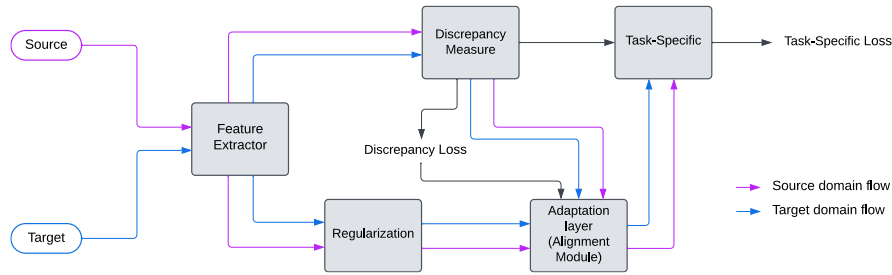 Source
Discrepancy
Measure
Task-Specific
Task-Specific Loss
Feature
Extractor
Discrepancy Loss
Source domain flow
Target domain flow
Target
Regularization
Adaptation
layer
(Alignment
Module)